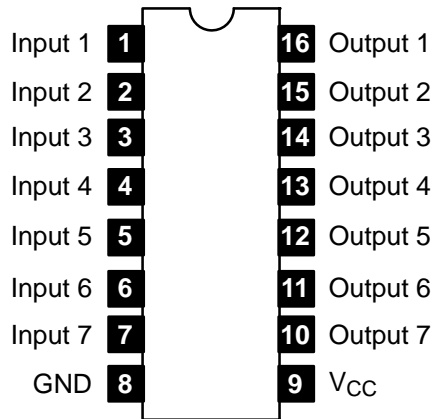 Input 1 1 16 Output 1
Input 2 2 15 Output 2
Input 3 3 14 Output 3
Input 4 4 13 Output 4
Input 5 5 12 Output 5
Input 6 6 11 Output 6
Input 7 7 10 Output 7
GND 8 9 VCC